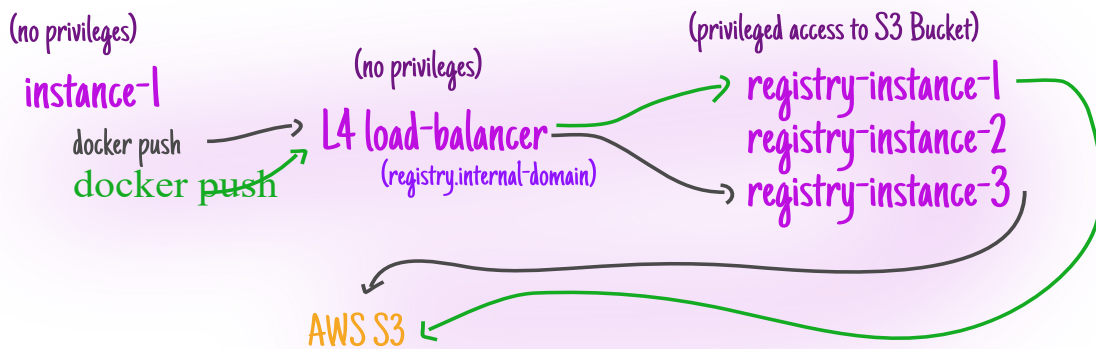 (no privileges)
instance-1
docker push
docker push
(no privileges)
L4 load-balancer
(registry.internal-domain)
(privileged access to S3 Bucket)
registry-instance-1
registry-instance-2
registry-instance-3
AWS S3